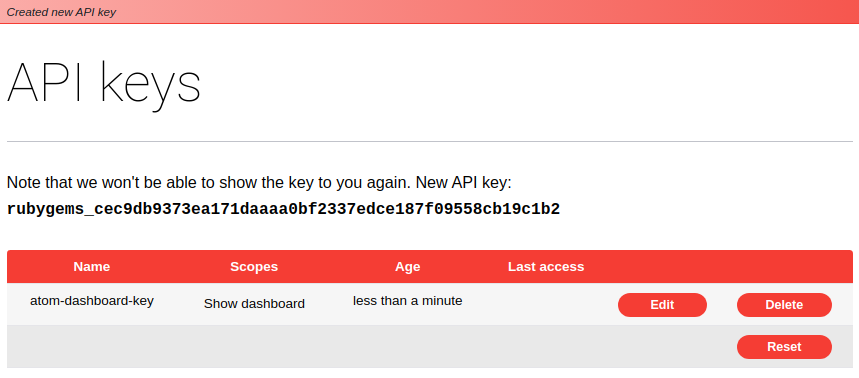 Created new API key
API keys
Note that we won't be able to show the key to you again. New API key:
rubygems_cec9db9373ea171daaaa0bf2337edce187f09558cb19c1b2
Name Scopes Age Last access
atom-dashboard-key Show dashboard less than a minute Edit Delete
Reset